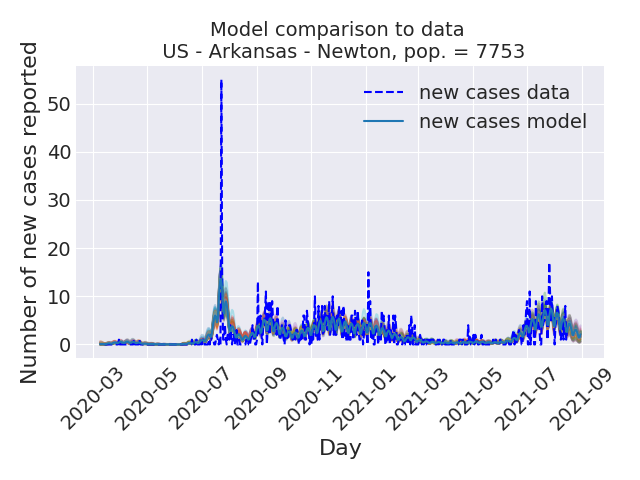 Model comparison to data
US - Arkansas - Newton, pop. = 7753
Number of new cases reported
50
40
30
20
10
0
new cases data
new cases model
2020-03
2020-05
2020-07
2020-09
2020-11
2021-01
2021-03
2021-05
2021-07
2021-09
Day